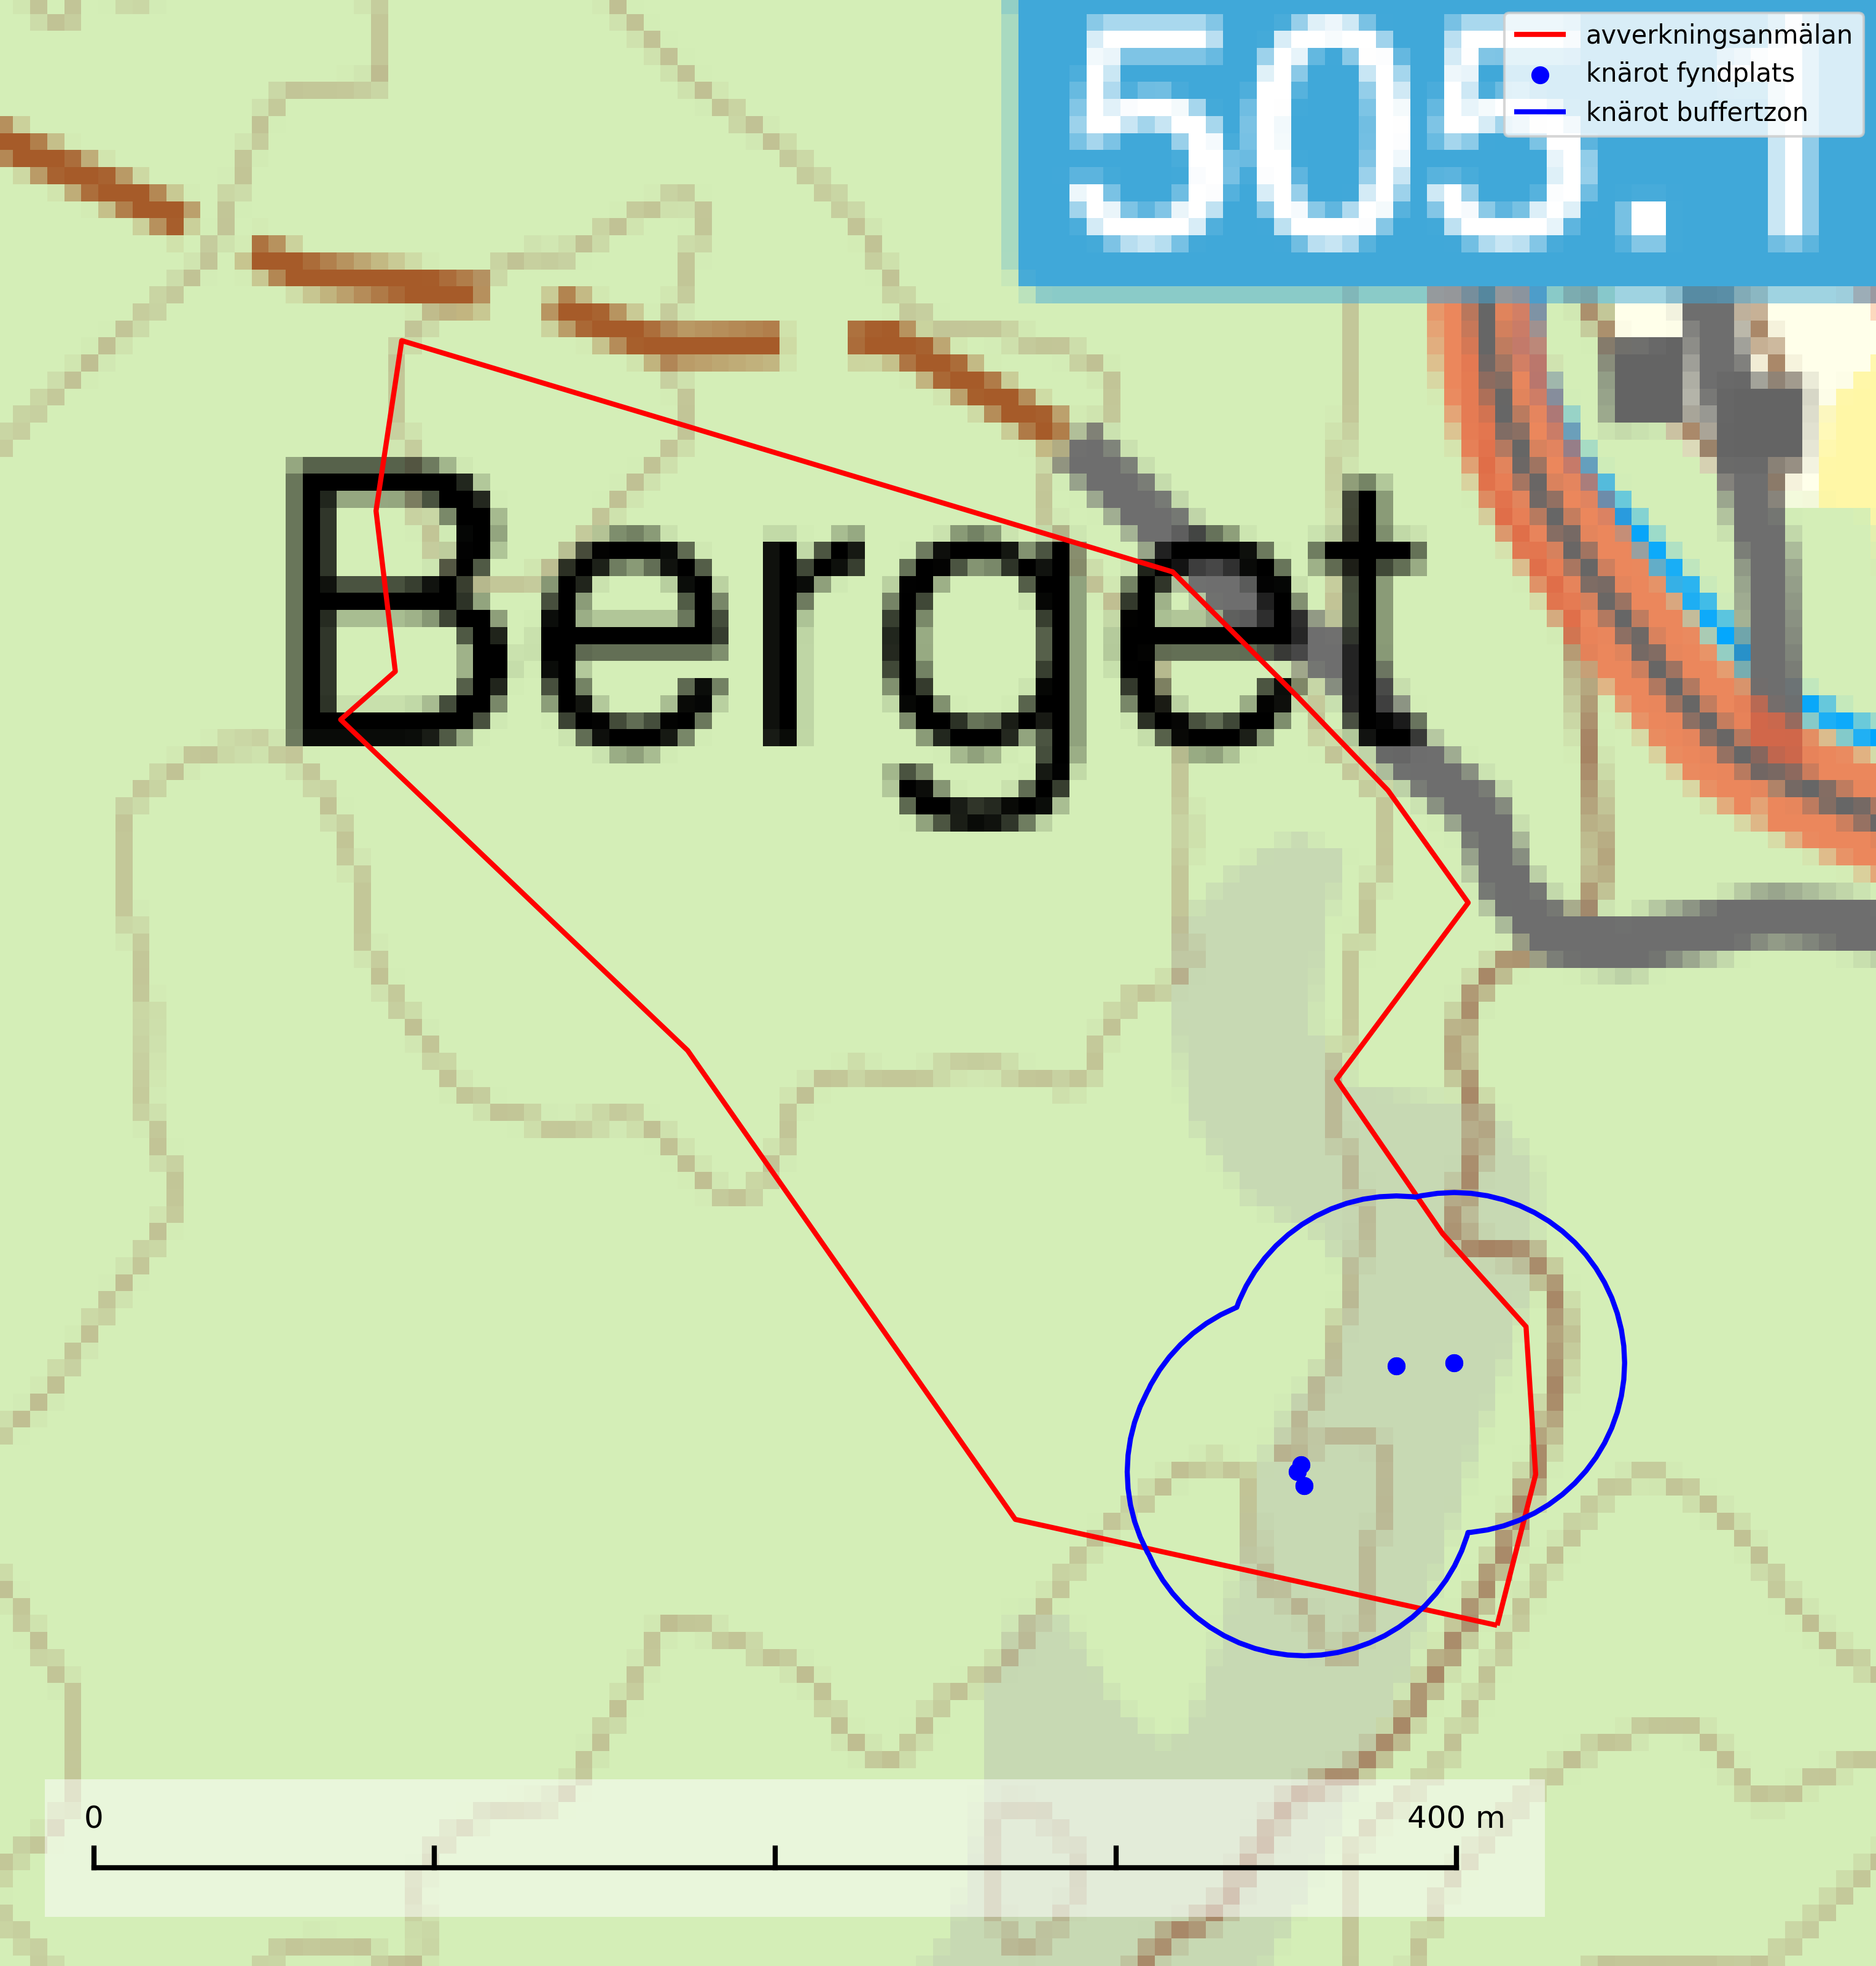 505.1
avverkningsanmälan
knärot fyndplats
knärot buffertzon
Berget
0 400 m